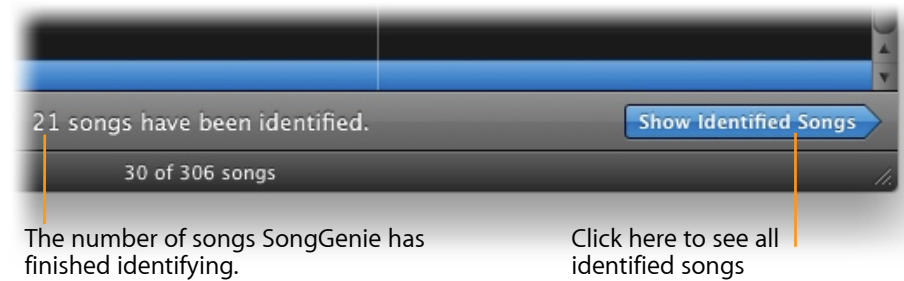 21 songs have been identified.
Show Identified Songs
30 of 306 songs
The number of songs SongGenie has
finished identifying.
Click here to see all
identified songs